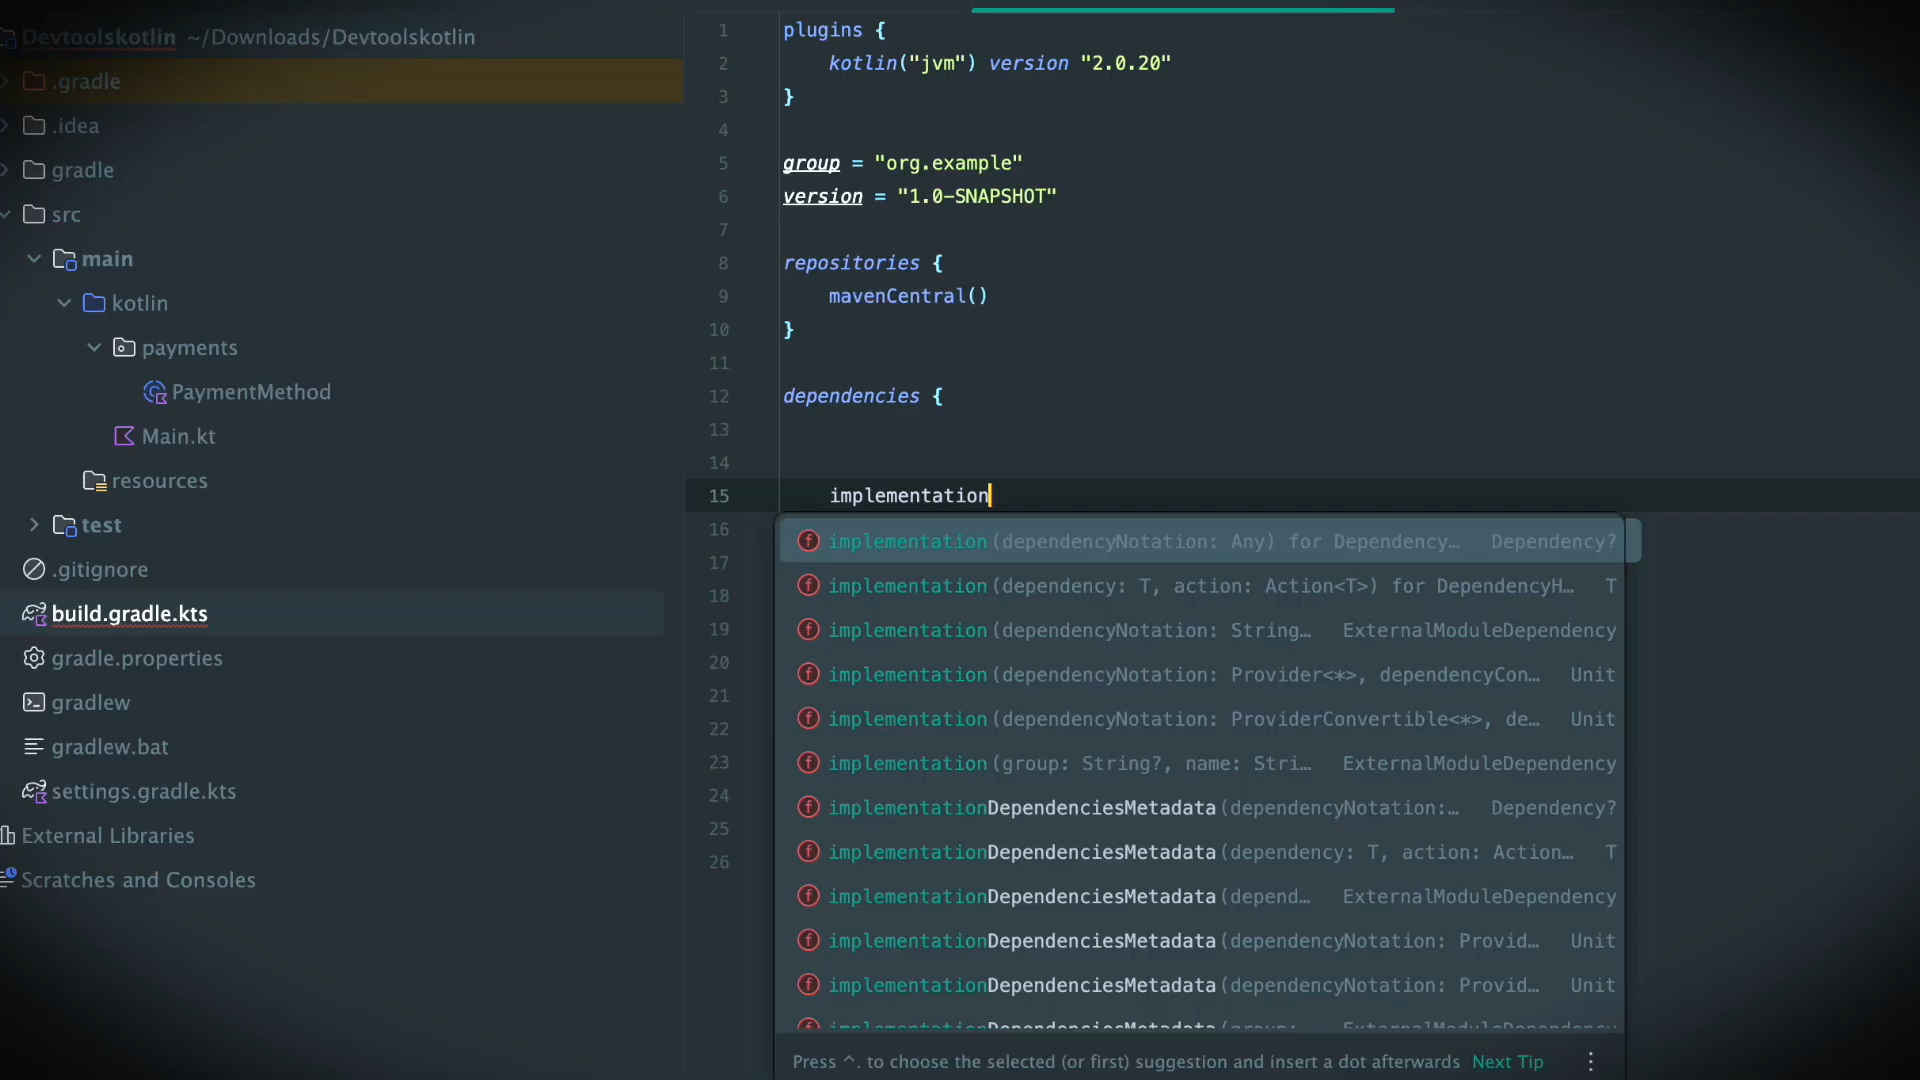 Devtoolskotlin ~/Downloads/Devtoolskotlin
.gradle
.idea
gradle
src
main
kotlin
payments
PaymentMethod
Main.kt
resources
test
.gitignore
build.gradle.kts
gradle.properties
gradlew
gradlew.bat
settings.gradle.kts
External Libraries
Scratches and Consoles
1 plugins {
2 kotlin("jvm") version "2.0.20"
3 }
4
5 group = "org.example"
6 version = "1.0-SNAPSHOT"
7
8 repositories {
9 mavenCentral()
10 }
11
12 dependencies {
13
14
15 implementation
16
17
18
19
20
21
22
23
24
25
26
implementation(dependencyNotation: Any) for Dependency… Dependency?
implementation(dependency: T, action: Action<T>) for DependencyH… T
implementation(dependencyNotation: String… ExternalModuleDependency
implementation(dependencyNotation: Provider<*>, dependencyCon… Unit
implementation(dependencyNotation: ProviderConvertible<*>, de… Unit
implementation(group: String?, name: Stri… ExternalModuleDependency
implementationDependenciesMetadata(dependencyNotation:… Dependency?
implementationDependenciesMetadata(dependency: T, action: Action… T
implementationDependenciesMetadata(depend… ExternalModuleDependency
implementationDependenciesMetadata(dependencyNotation: Provid… Unit
implementationDependenciesMetadata(dependencyNotation: Provid… Unit
implementationDependenciesMetadata(group: ExternalModuleDependency
Press ^. to choose the selected (or first) suggestion and insert a dot afterwards Next Tip